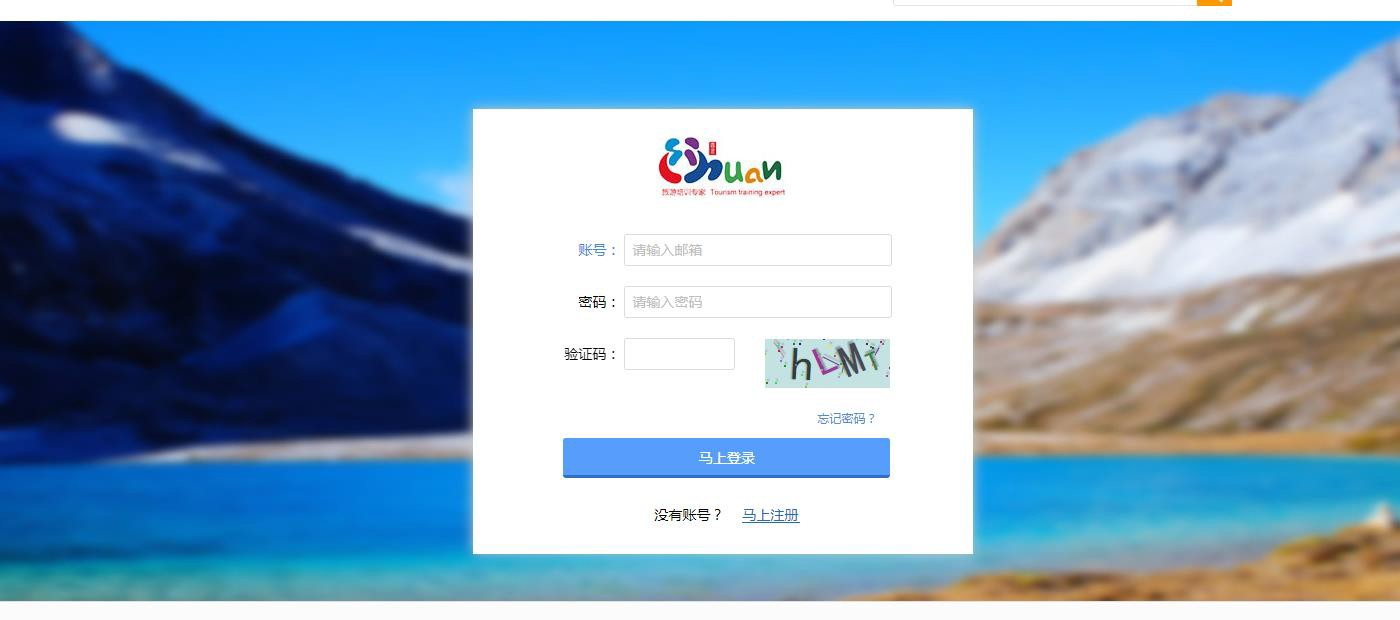 huan
旅游培训专家 Tourism training expert
账号： 请输入邮箱
密码： 请输入密码
验证码： hLMT
忘记密码？
马上登录
没有账号？ 马上注册